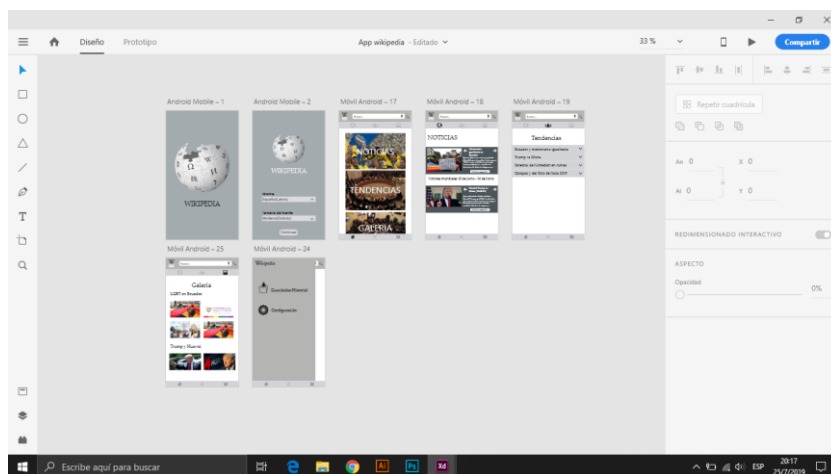 Diseño Prototipo App wikipedia - Editado 33 % Compartir
Repetir cuadrícula
An 0 X 0
Al 0 Y 0
REDIMENSIONADO INTERACTIVO
ASPECTO
Opacidad
0%
Android Mobile – 1
Android Mobile – 2
Móvil Android – 17
Móvil Android – 18
Móvil Android – 19
WIKIPEDIA
WIKIPEDIA
NOTICIAS
TENDENCIAS
GALERIA
NOTICIAS
Tendencias
Móvil Android – 25
Móvil Android – 24
Galería
LGBT en Ecuador
Trump y Huawei
Wikipedia
Configuración
Escribe aquí para buscar
Ai
Ps
Xd
ESP
20:17
25/7/2019